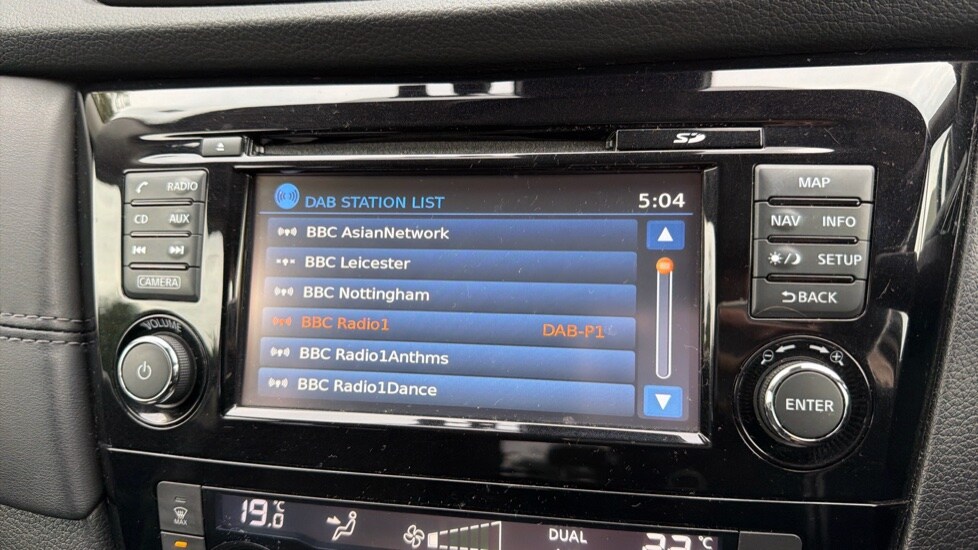 SD
RADIO
CD AUX
CAMERA
VOLUME
DAB STATION LIST 5:04
BBC AsianNetwork
BBC Leicester
BBC Nottingham
BBC Radio1 DAB-P1
BBC Radio1Anthms
BBC Radio1Dance
MAP
NAV INFO
SETUP
BACK
ENTER
MAX
19.0 °C
DUAL
°C